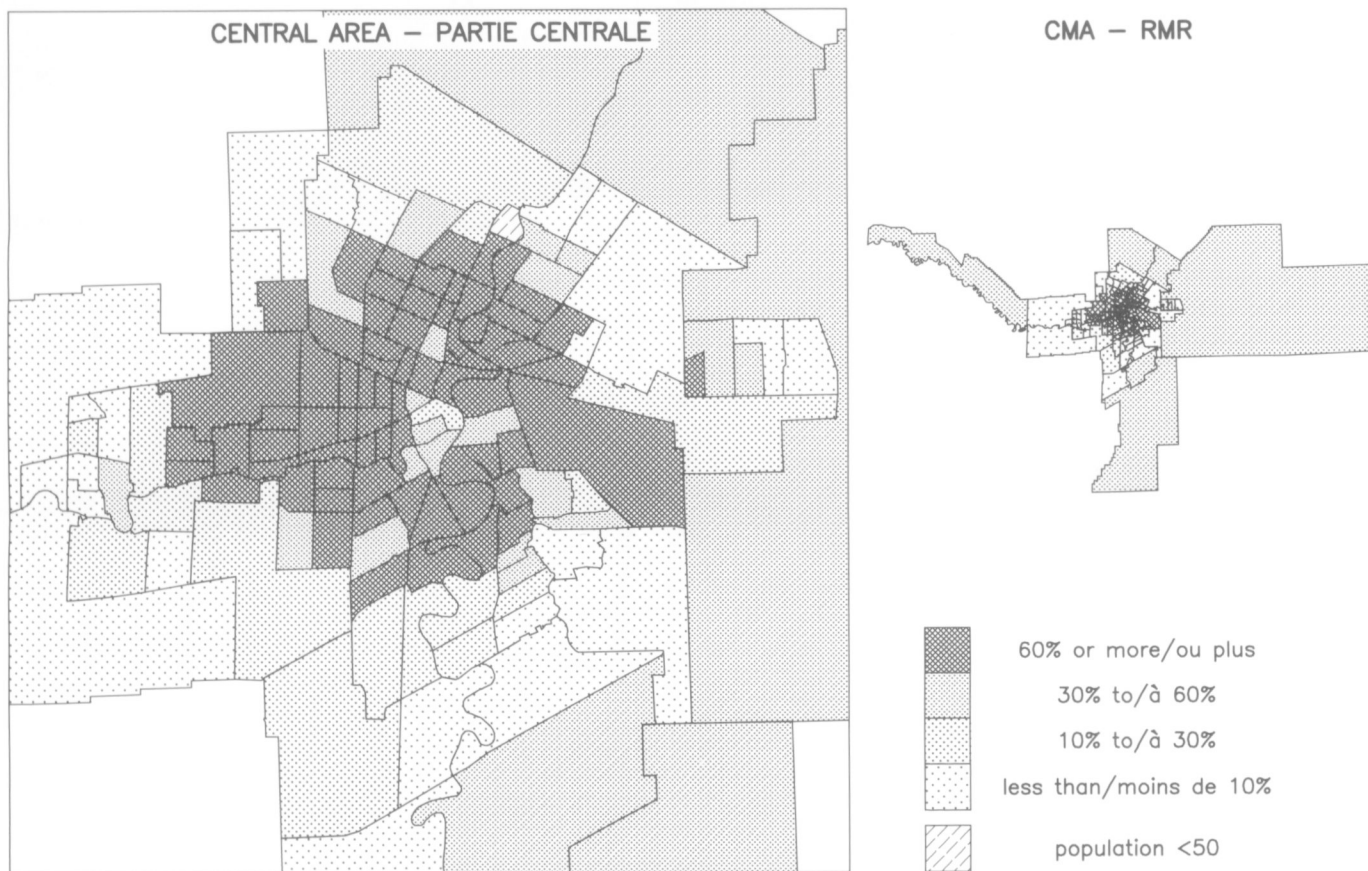 CENTRAL AREA – PARTIE CENTRALE
CMA – RMR
60% or more/ou plus
30% to/à 60%
10% to/à 30%
less than/moins de 10%
population <50